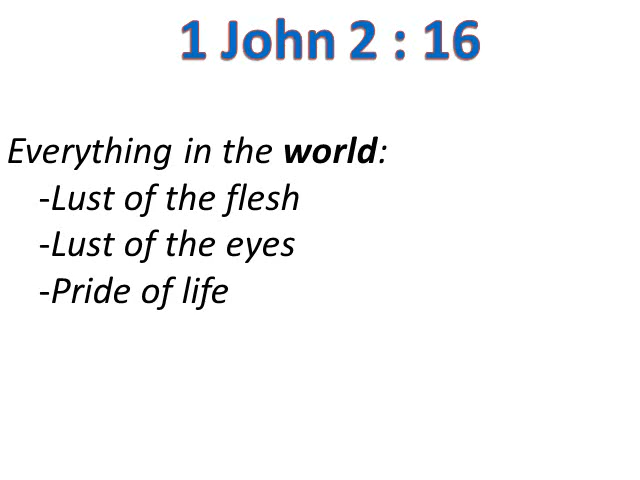 1 John 2 : 16
Everything in the world:
-Lust of the flesh
-Lust of the eyes
-Pride of life